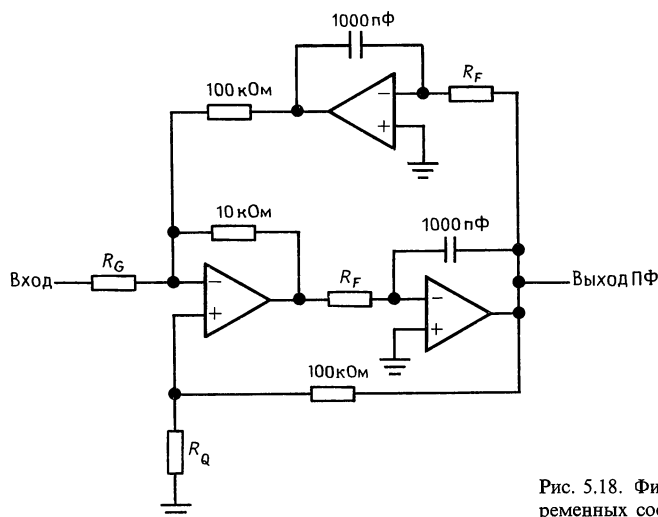 1000 пФ
100 кОм
R_F
−
+
10 кОм
1000 пФ
Вход
R_G
−
+
R_F
−
+
Выход ПФ
100 кОм
R_Q
Рис. 5.18. Фи
ременных сос